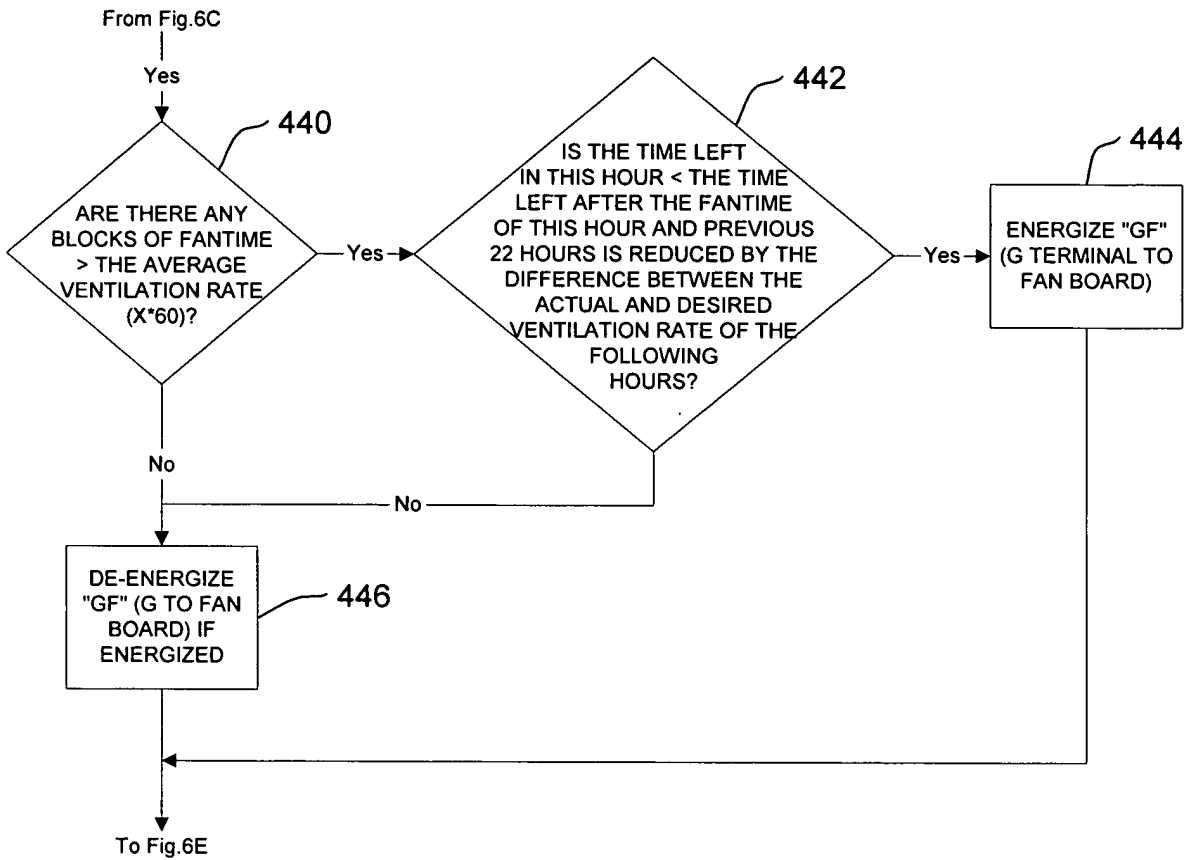 From Fig.6C
Yes
440
ARE THERE ANY
BLOCKS OF FANTIME
> THE AVERAGE
VENTILATION RATE
(X*60)?
Yes
442
IS THE TIME LEFT
IN THIS HOUR < THE TIME
LEFT AFTER THE FANTIME
OF THIS HOUR AND PREVIOUS
22 HOURS IS REDUCED BY THE
DIFFERENCE BETWEEN THE
ACTUAL AND DESIRED
VENTILATION RATE OF THE
FOLLOWING
HOURS?
Yes
444
ENERGIZE "GF"
(G TERMINAL TO
FAN BOARD)
No
No
DE-ENERGIZE
"GF" (G TO FAN
BOARD) IF
ENERGIZED
446
To Fig.6E